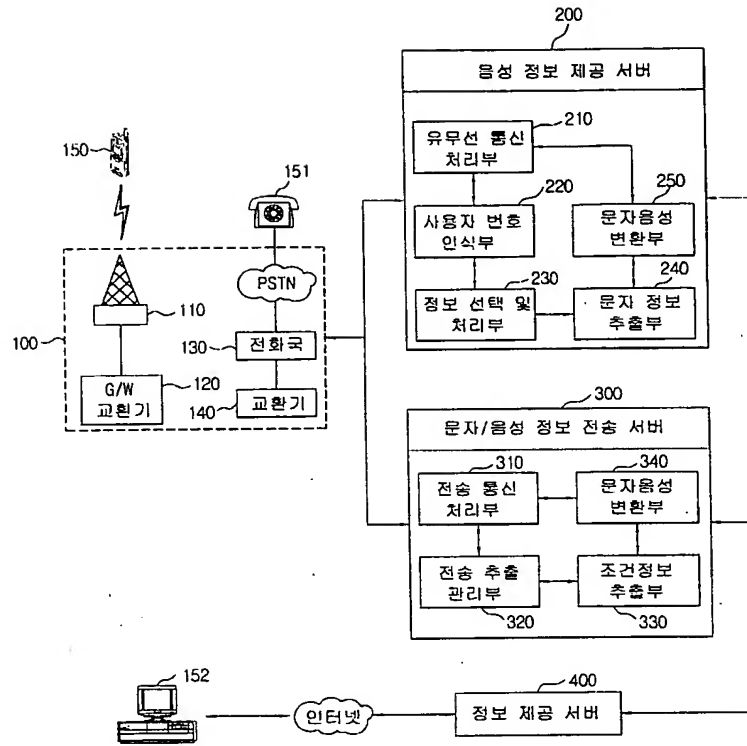 200
음성 정보 제공 서버
210
유무선 통신
처리부
150
151
220
250
사용자 번호
인식부
문자음성
변환부
PSTN
230
240
정보 선택 및
처리부
문자 정보
추출부
110
100
130
전화국
G/W
교환기
120
140
교환기
300
문자/음성 정보 전송 서버
310
340
전송 통신
처리부
문자음성
변환부
전송 추출
관리부
조건정보
추출부
320
330
152
인터넷
400
정보 제공 서버